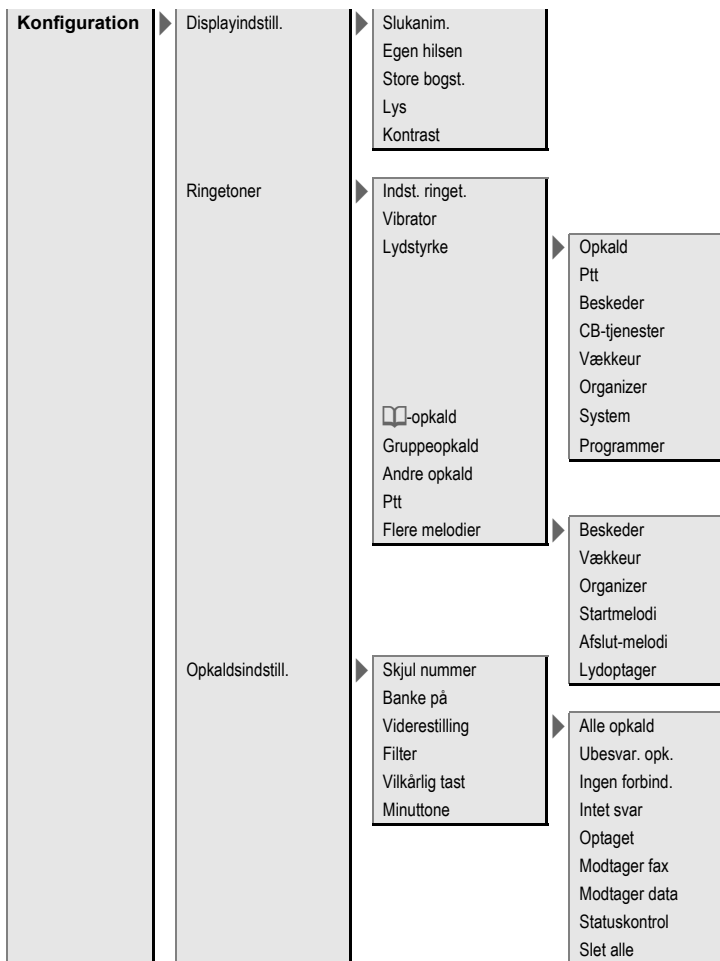 Konfiguration
Displayindstill.
Slukanim.
Egen hilsen
Store bogst.
Lys
Kontrast
Ringetoner
Indst. ringet.
Vibrator
Lydstyrke
Opkald
Ptt
Beskeder
CB-tjenester
Vækkeur
Organizer
System
Programmer
-opkald
Gruppeopkald
Andre opkald
Ptt
Flere melodier
Beskeder
Vækkeur
Organizer
Startmelodi
Afslut-melodi
Lydoptager
Opkaldsindstill.
Skjul nummer
Banke på
Viderestilling
Alle opkald
Ubesvar. opk.
Ingen forbind.
Intet svar
Optaget
Modtager fax
Modtager data
Statuskontrol
Slet alle
Filter
Vilkårlig tast
Minuttone